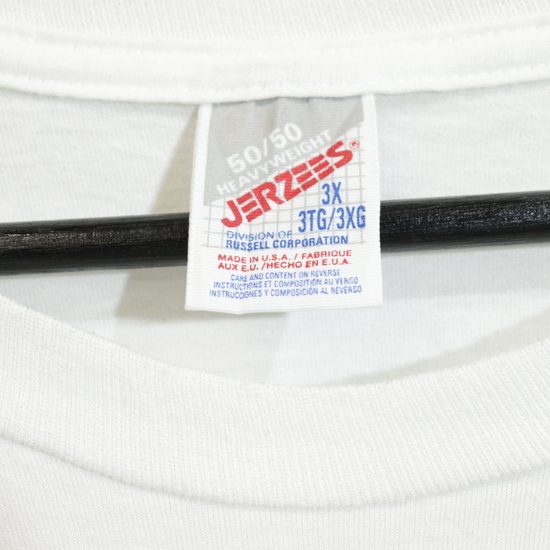 50/50
HEAVYWEIGHT
JERZEES®
3X
3TG/3XG
DIVISION OF
RUSSELL CORPORATION
MADE IN U.S.A. / FABRIQUE
AUX E.U. / HECHO EN E.U.A.
CARE AND CONTENT ON REVERSE
INSTRUCTIONS ET COMPOSITION AU VERSO
INSTRUCCIONES Y COMPOSICIÓN AL REVERSO